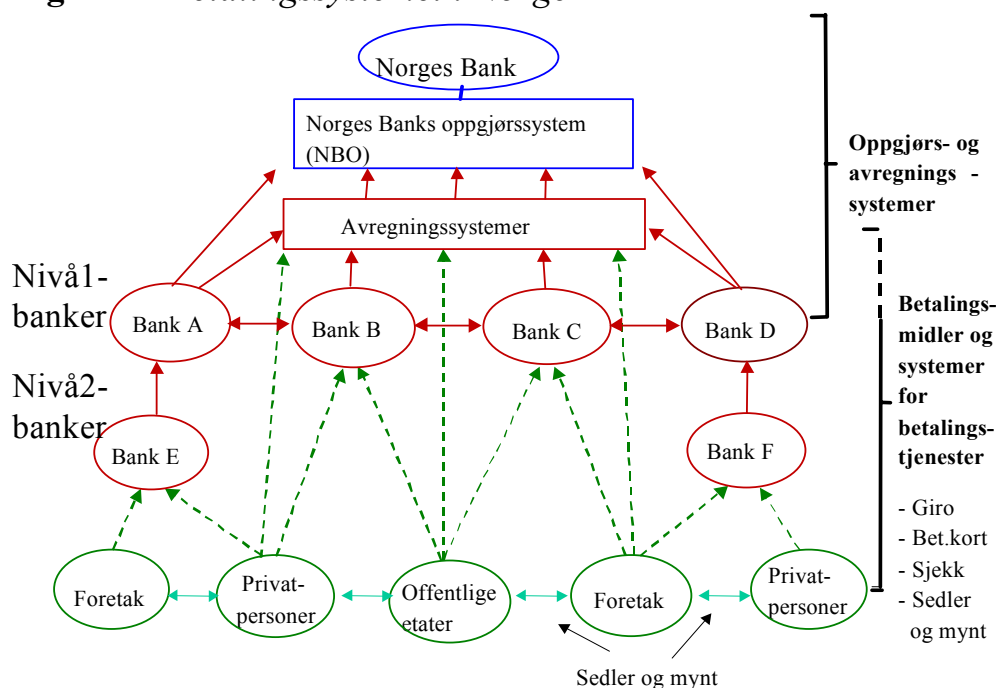 Norges Bank
Norges Banks oppgjørssystem
(NBO)
Oppgjørs- og
avregnings -
systemer
Avregningssystemer
Nivå1-
banker
Bank A
Bank B
Bank C
Bank D
Betalings-
midler og
systemer
for
betalings-
tjenester
Nivå2-
banker
Bank E
Bank F
- Giro
- Bet.kort
- Sjekk
- Sedler
og mynt
Foretak
Privat-
personer
Offentlige
etater
Foretak
Privat-
personer
Sedler og mynt